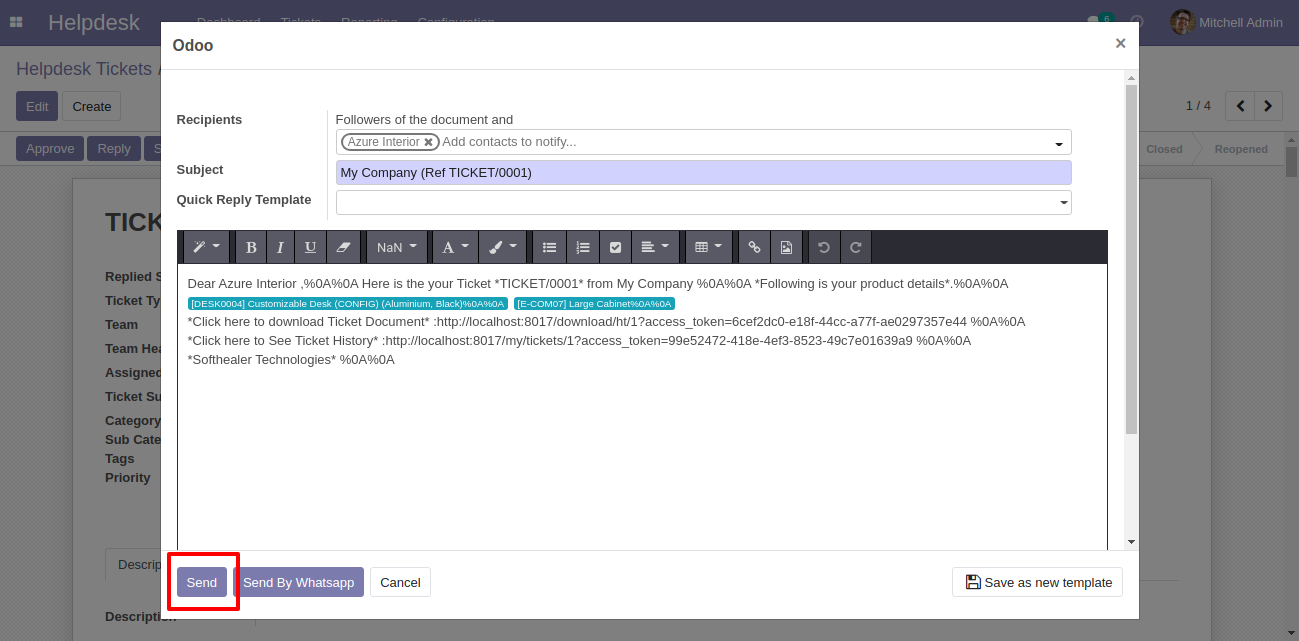 Helpdesk Dashboard Tickets Reporting Configuration 6 Mitchell Admin
Odoo ×
Helpdesk Tickets /
Edit Create 1 / 4
Approve Reply S Closed Reopened
Recipients Followers of the document and
Azure Interior ✖ Add contacts to notify...
Subject My Company (Ref TICKET/0001)
Quick Reply Template
TICK
B I U NaN A
Replied S
Ticket Ty
Team
Team Hea
Assigned
Ticket Su
Category
Sub Cate
Tags
Priority
Dear Azure Interior ,%0A%0A Here is the your Ticket *TICKET/0001* from My Company %0A%0A *Following is your product details*.%0A%0A
[DESK0004] Customizable Desk (CONFIG) (Aluminium, Black)%0A%0A [E-COM07] Large Cabinet%0A%0A
*Click here to download Ticket Document* :http://localhost:8017/download/ht/1?access_token=6cef2dc0-e18f-44cc-a77f-ae0297357e44 %0A%0A
*Click here to See Ticket History* :http://localhost:8017/my/tickets/1?access_token=99e52472-418e-4ef3-8523-49c7e01639a9 %0A%0A
*Softhealer Technologies* %0A%0A
Descrip
Send Send By Whatsapp Cancel Save as new template
Description